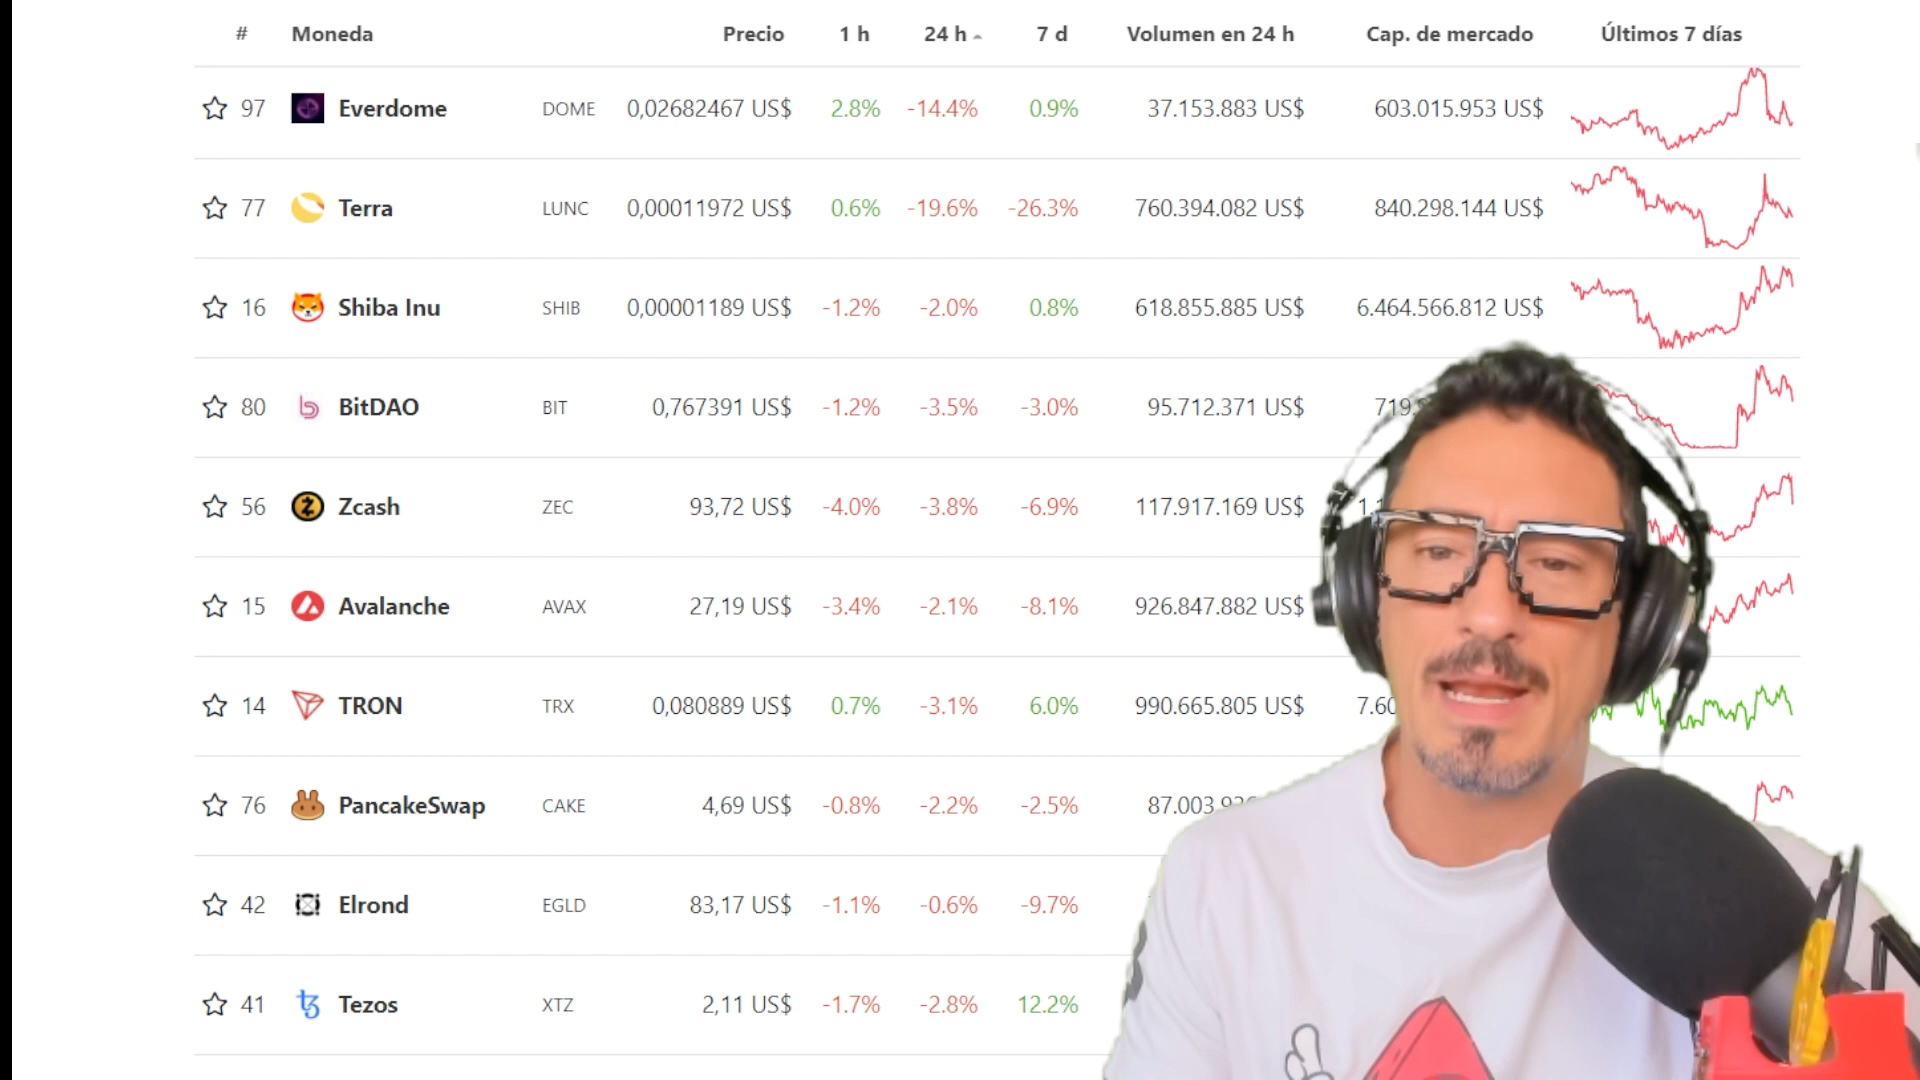 # Moneda Precio 1 h 24 h 7 d Volumen en 24 h Cap. de mercado Últimos 7 días
97 Everdome DOME 0,02682467 US$ 2.8% -14.4% 0.9% 37.153.883 US$ 603.015.953 US$
77 Terra LUNC 0,00011972 US$ 0.6% -19.6% -26.3% 760.394.082 US$ 840.298.144 US$
16 Shiba Inu SHIB 0,00001189 US$ -1.2% -2.0% 0.8% 618.855.885 US$ 6.464.566.812 US$
80 BitDAO BIT 0,767391 US$ -1.2% -3.5% -3.0% 95.712.371 US$
56 Zcash ZEC 93,72 US$ -4.0% -3.8% -6.9% 117.917.169 US$
15 Avalanche AVAX 27,19 US$ -3.4% -2.1% -8.1% 926.847.882 US$
14 TRON TRX 0,080889 US$ 0.7% -3.1% 6.0% 990.665.805 US$
76 PancakeSwap CAKE 4,69 US$ -0.8% -2.2% -2.5%
42 Elrond EGLD 83,17 US$ -1.1% -0.6% -9.7%
41 Tezos XTZ 2,11 US$ -1.7% -2.8% 12.2%